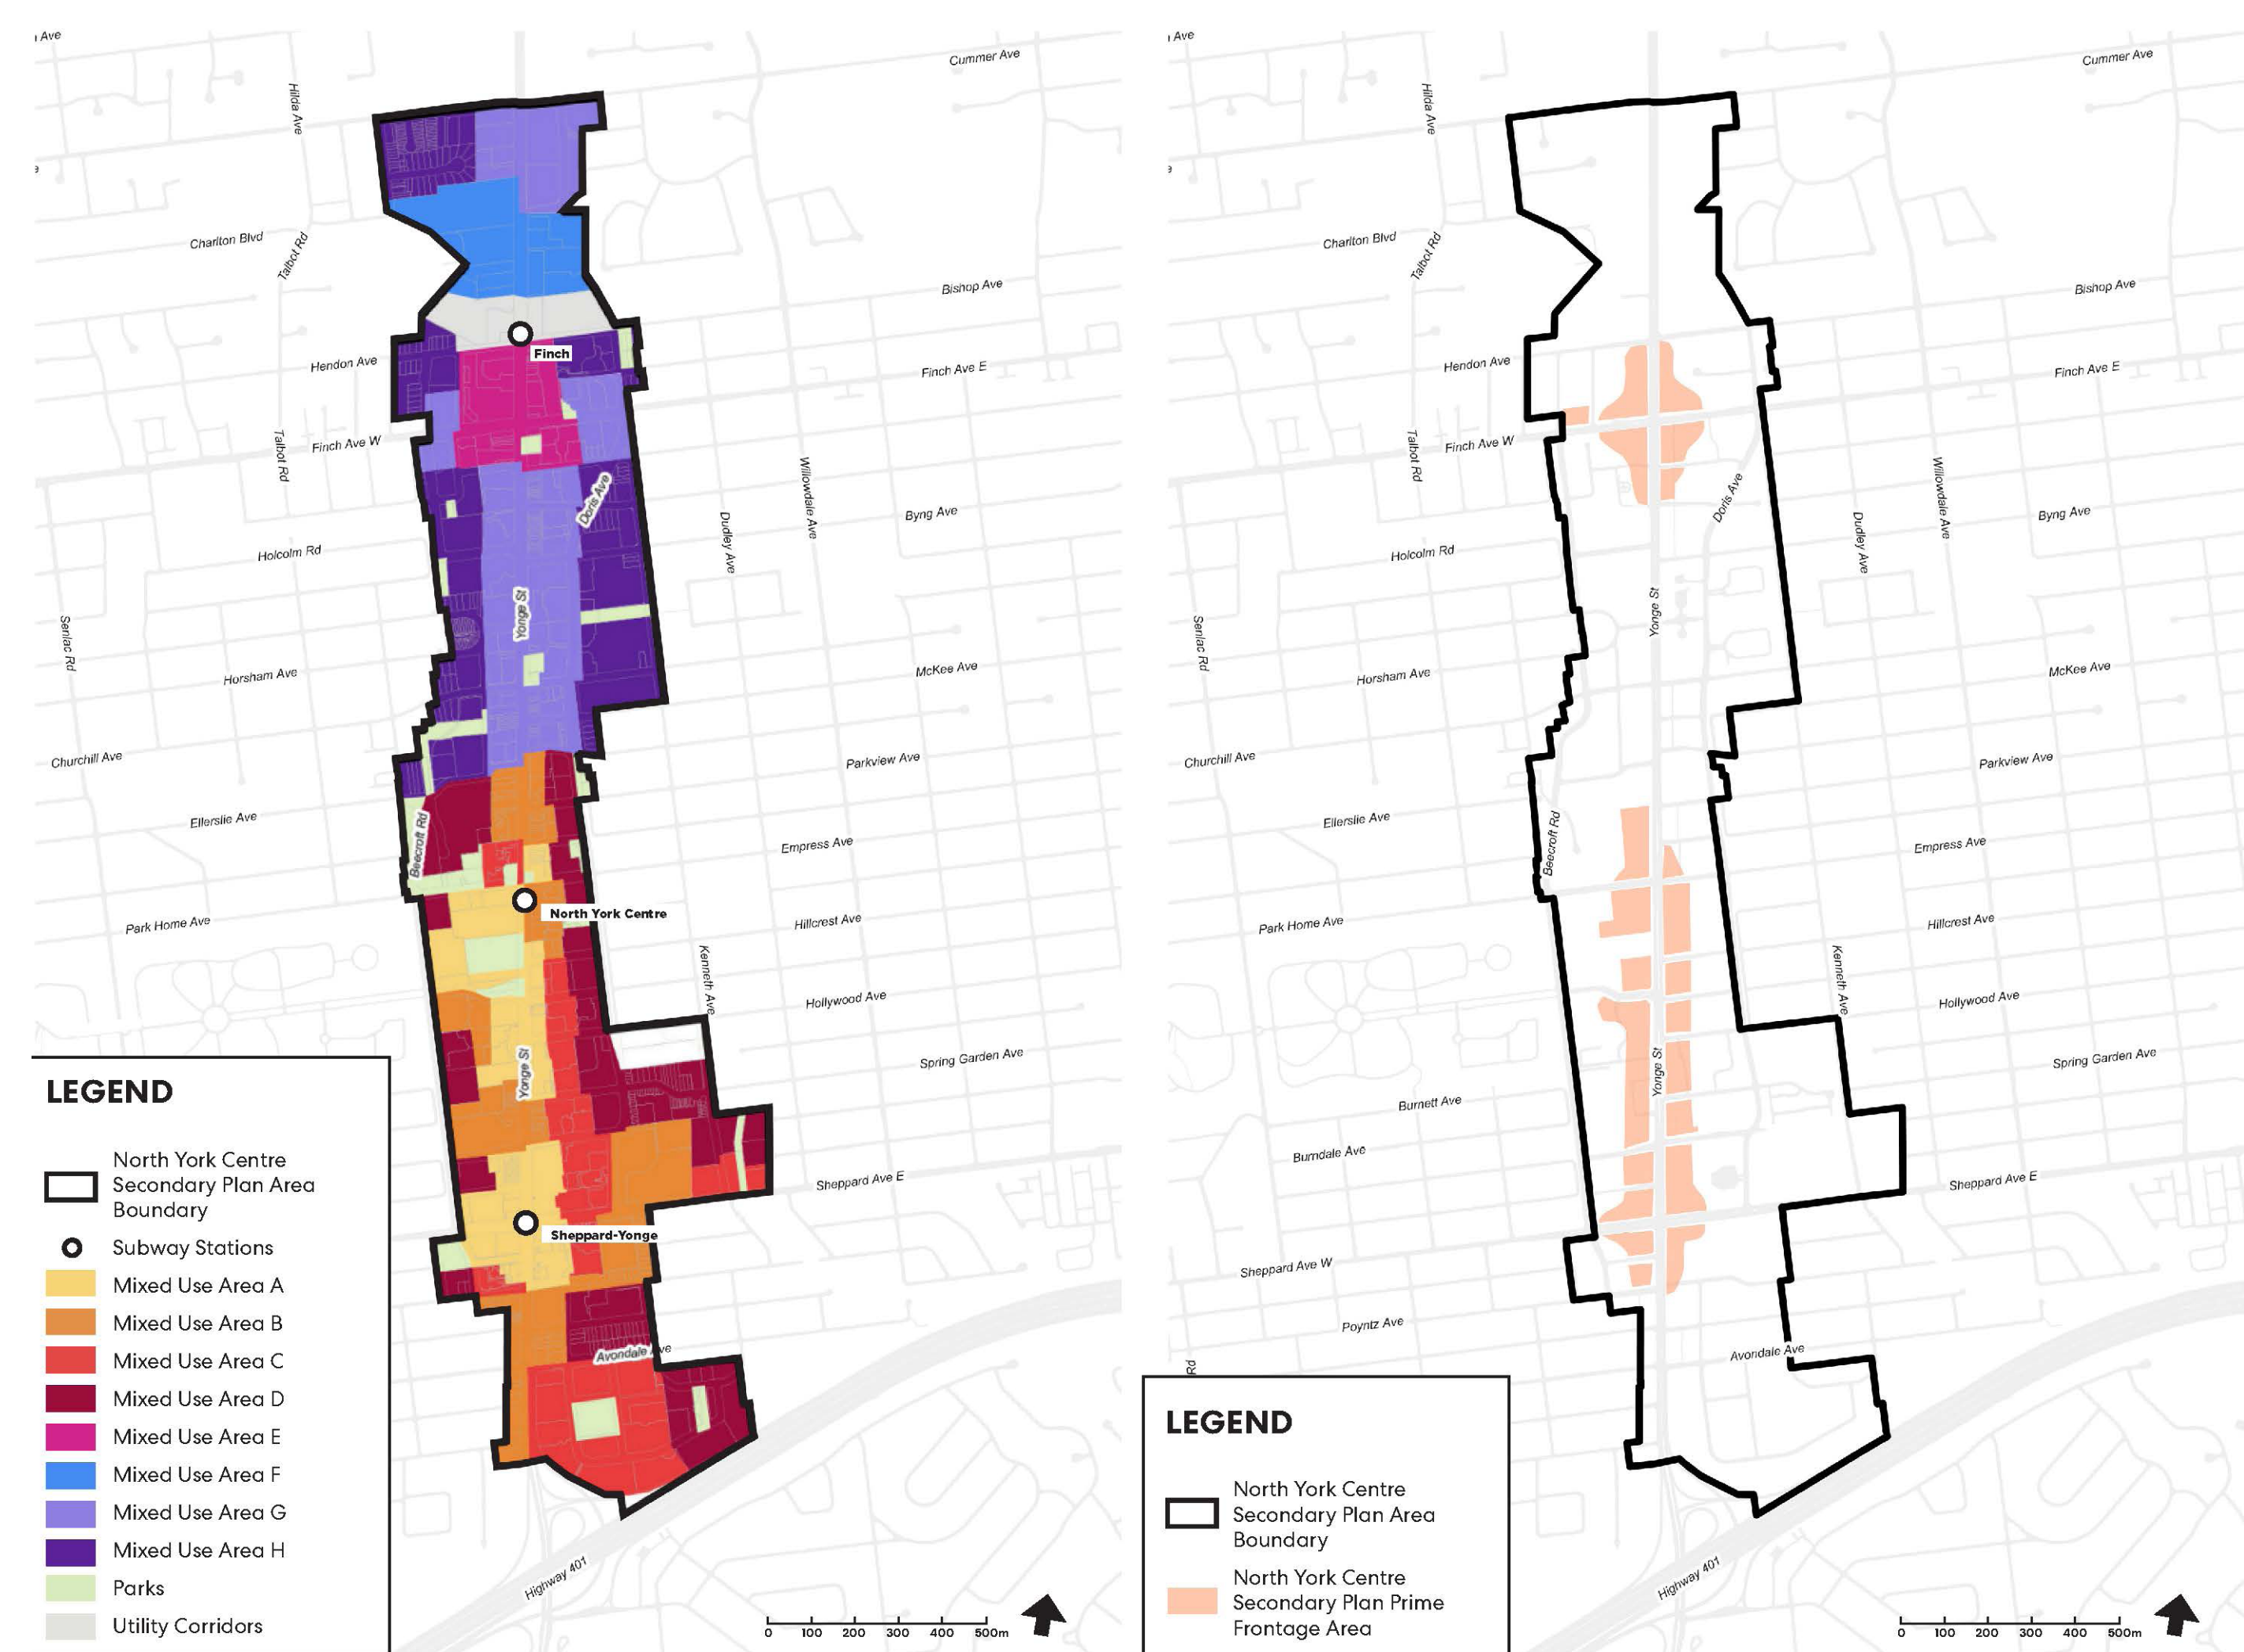 Ave
Cummer Ave
Hilda Ave
Charlton Blvd
Talbot Rd
Bishop Ave
Finch
Hendon Ave
Finch Ave E
Talbot Rd
Finch Ave W
Doris Ave
Willowdale Ave
Dudley Ave
Byng Ave
Holcolm Rd
Yonge St
Senlac Rd
McKee Ave
Horsham Ave
Churchill Ave
Parkview Ave
Ellerslie Ave
Beecroft Rd
Empress Ave
North York Centre
Park Home Ave
Hillcrest Ave
Kenneth Ave
Hollywood Ave
Yonge St
Spring Garden Ave
Sheppard Ave E
Sheppard-Yonge
Avondale Ave
Highway 401
LEGEND
North York Centre
Secondary Plan Area
Boundary
Subway Stations
Mixed Use Area A
Mixed Use Area B
Mixed Use Area C
Mixed Use Area D
Mixed Use Area E
Mixed Use Area F
Mixed Use Area G
Mixed Use Area H
Parks
Utility Corridors
0 100 200 300 400 500m
Ave
Cummer Ave
Hilda Ave
Charlton Blvd
Talbot Rd
Bishop Ave
Hendon Ave
Finch Ave E
Talbot Rd
Finch Ave W
Doris Ave
Willowdale Ave
Dudley Ave
Byng Ave
Holcolm Rd
Yonge St
Senlac Rd
McKee Ave
Horsham Ave
Churchill Ave
Parkview Ave
Ellerslie Ave
Beecroft Rd
Empress Ave
Park Home Ave
Hillcrest Ave
Kenneth Ave
Hollywood Ave
Yonge St
Spring Garden Ave
Burnett Ave
Burndale Ave
Sheppard Ave E
Sheppard Ave W
Poyntz Ave
Avondale Ave
Rd
Highway 401
LEGEND
North York Centre
Secondary Plan Area
Boundary
North York Centre
Secondary Plan Prime
Frontage Area
0 100 200 300 400 500m